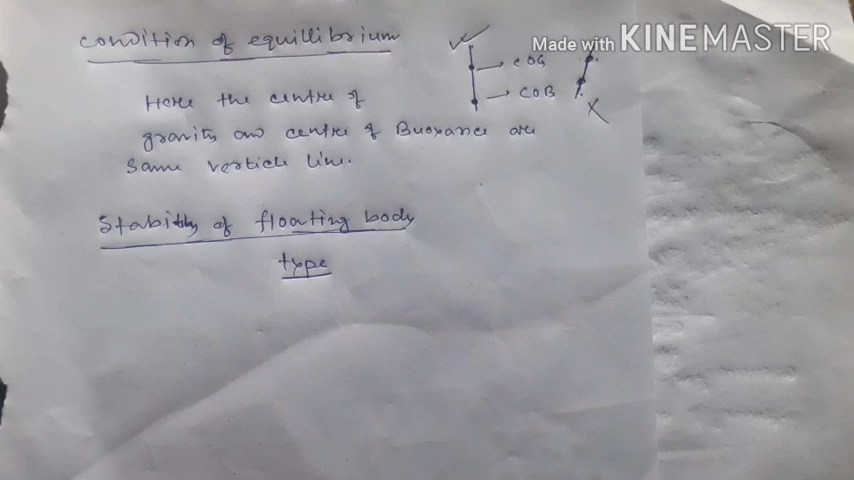 Made with KINEMASTER
condition of equillibrium
COG
COB
Here the centre of
gravity and centre of Buoyance are
same verticle line.
Stability of floating body
type